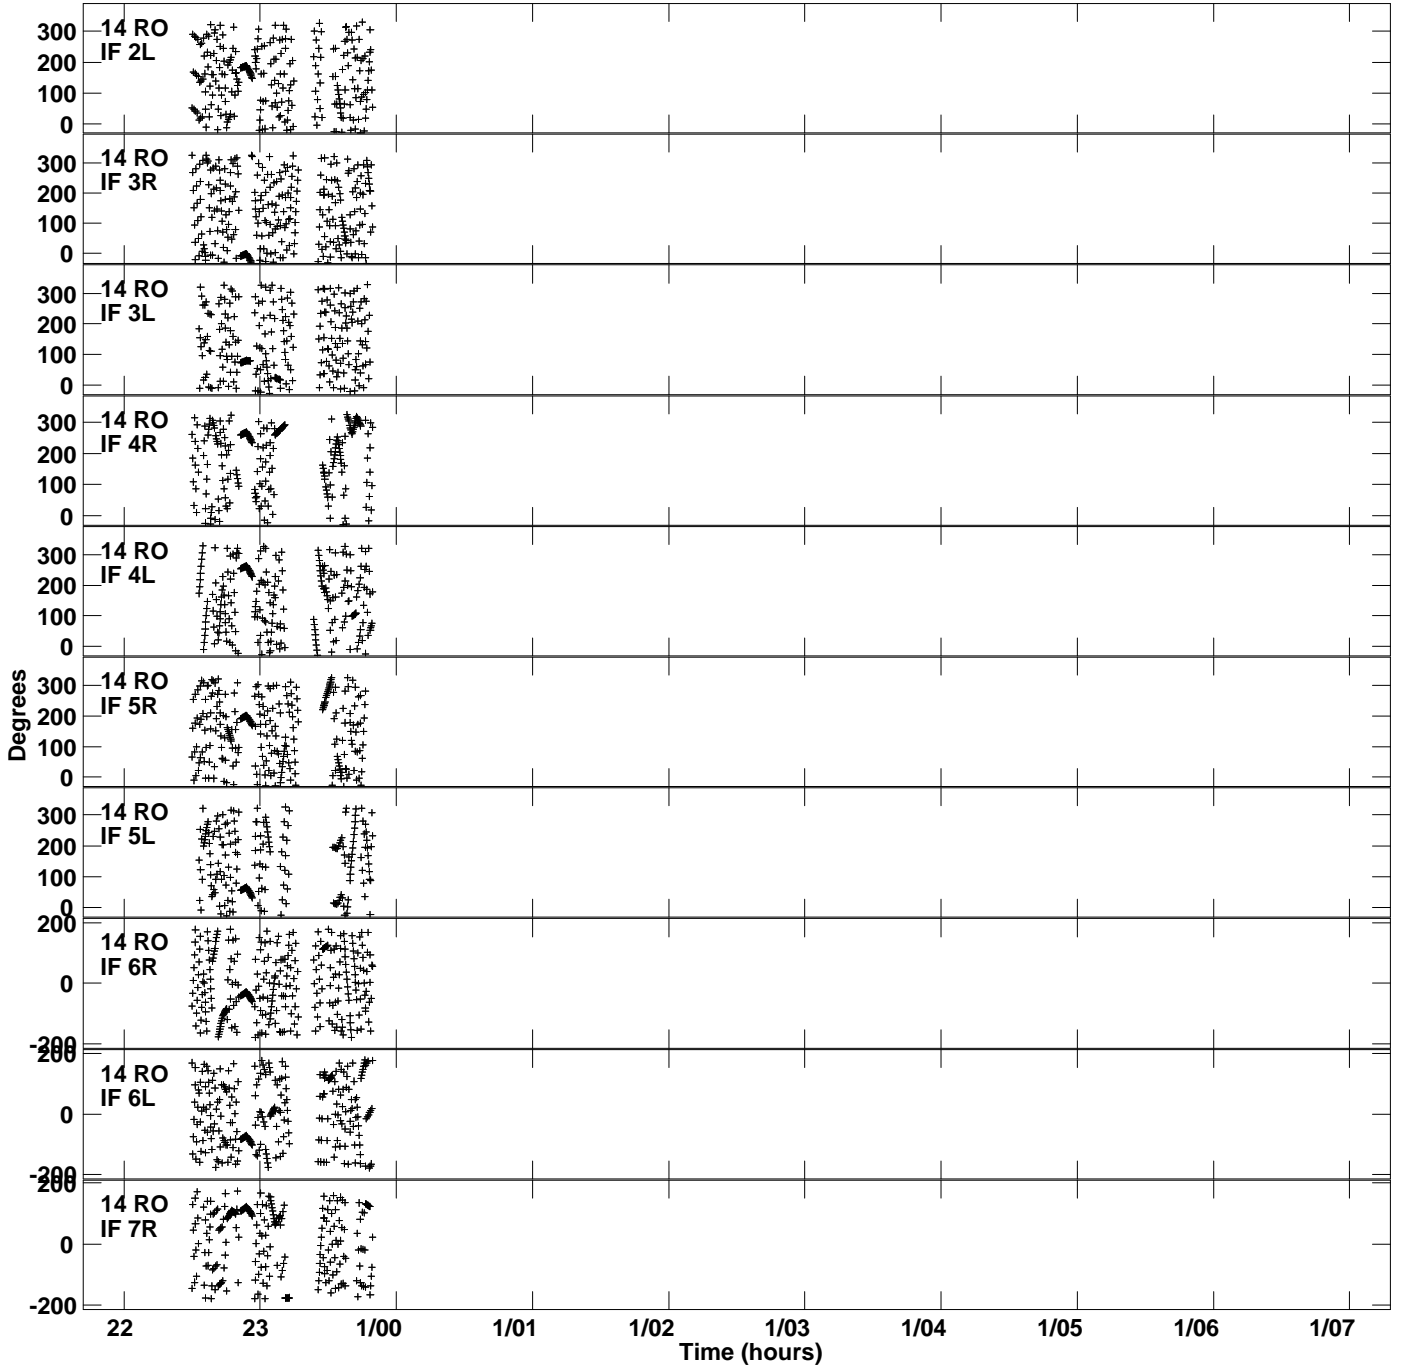 14 RO
IF 2L
300
200
100
0
14 RO
IF 3R
300
200
100
0
14 RO
IF 3L
300
200
100
0
14 RO
IF 4R
300
200
100
0
14 RO
IF 4L
300
200
100
0
14 RO
IF 5R
300
200
100
0
Degrees
14 RO
IF 5L
300
200
100
0
14 RO
IF 6R
200
0
-200
14 RO
IF 6L
200
0
-200
14 RO
IF 7R
200
0
-200
22 23 1/00 1/01 1/02 1/03 1/04 1/05 1/06 1/07
Time (hours)